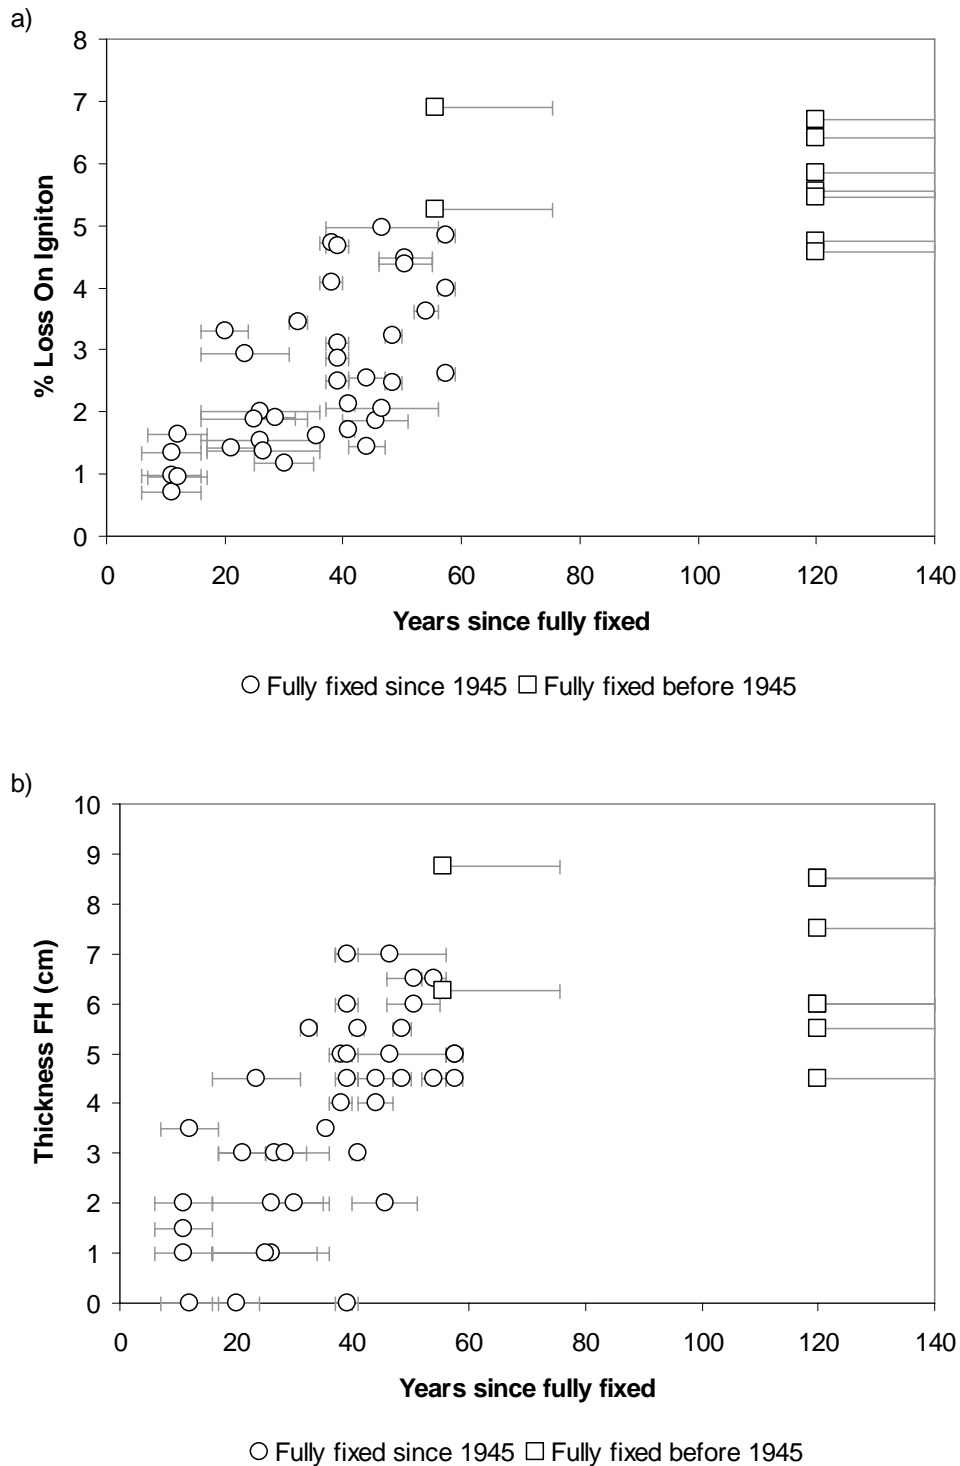 a)
8
7
6
5
4
3
2
1
0
% Loss On Igniton
0 20 40 60 80 100 120 140
Years since fully fixed
Fully fixed since 1945 Fully fixed before 1945
b)
10
9
8
7
6
5
4
3
2
1
0
Thickness FH (cm)
0 20 40 60 80 100 120 140
Years since fully fixed
Fully fixed since 1945 Fully fixed before 1945